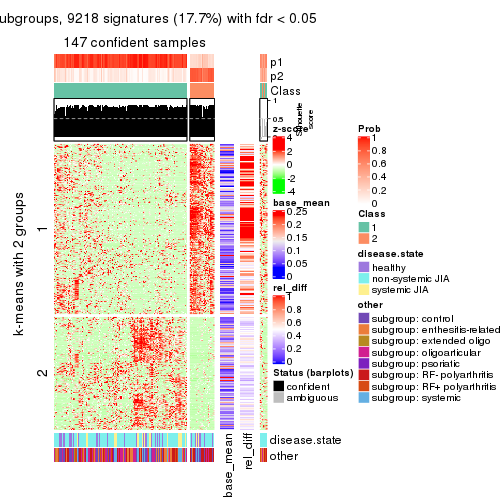 ubgroups, 9218 signatures (17.7%) with fdr < 0.05
147 confident samples
p1
p2
Class
1
0.5
0
Silhouette
score
k-means with 2 groups
1
2
z-score
4
2
0
-2
-4
base_mean
0.25
0.2
0.15
0.1
0.05
0
rel_diff
1
0.8
0.6
0.4
0.2
0
Status (barplots)
confident
ambiguous
Prob
1
0.8
0.6
0.4
0.2
0
Class
1
2
disease.state
healthy
non-systemic JIA
systemic JIA
other
subgroup: control
subgroup: enthesitis-related
subgroup: extended oligo
subgroup: oligoarticular
subgroup: psoriatic
subgroup: RF- polyarthritis
subgroup: RF+ polyarthritis
subgroup: systemic
disease.state
other
base_mean
rel_diff